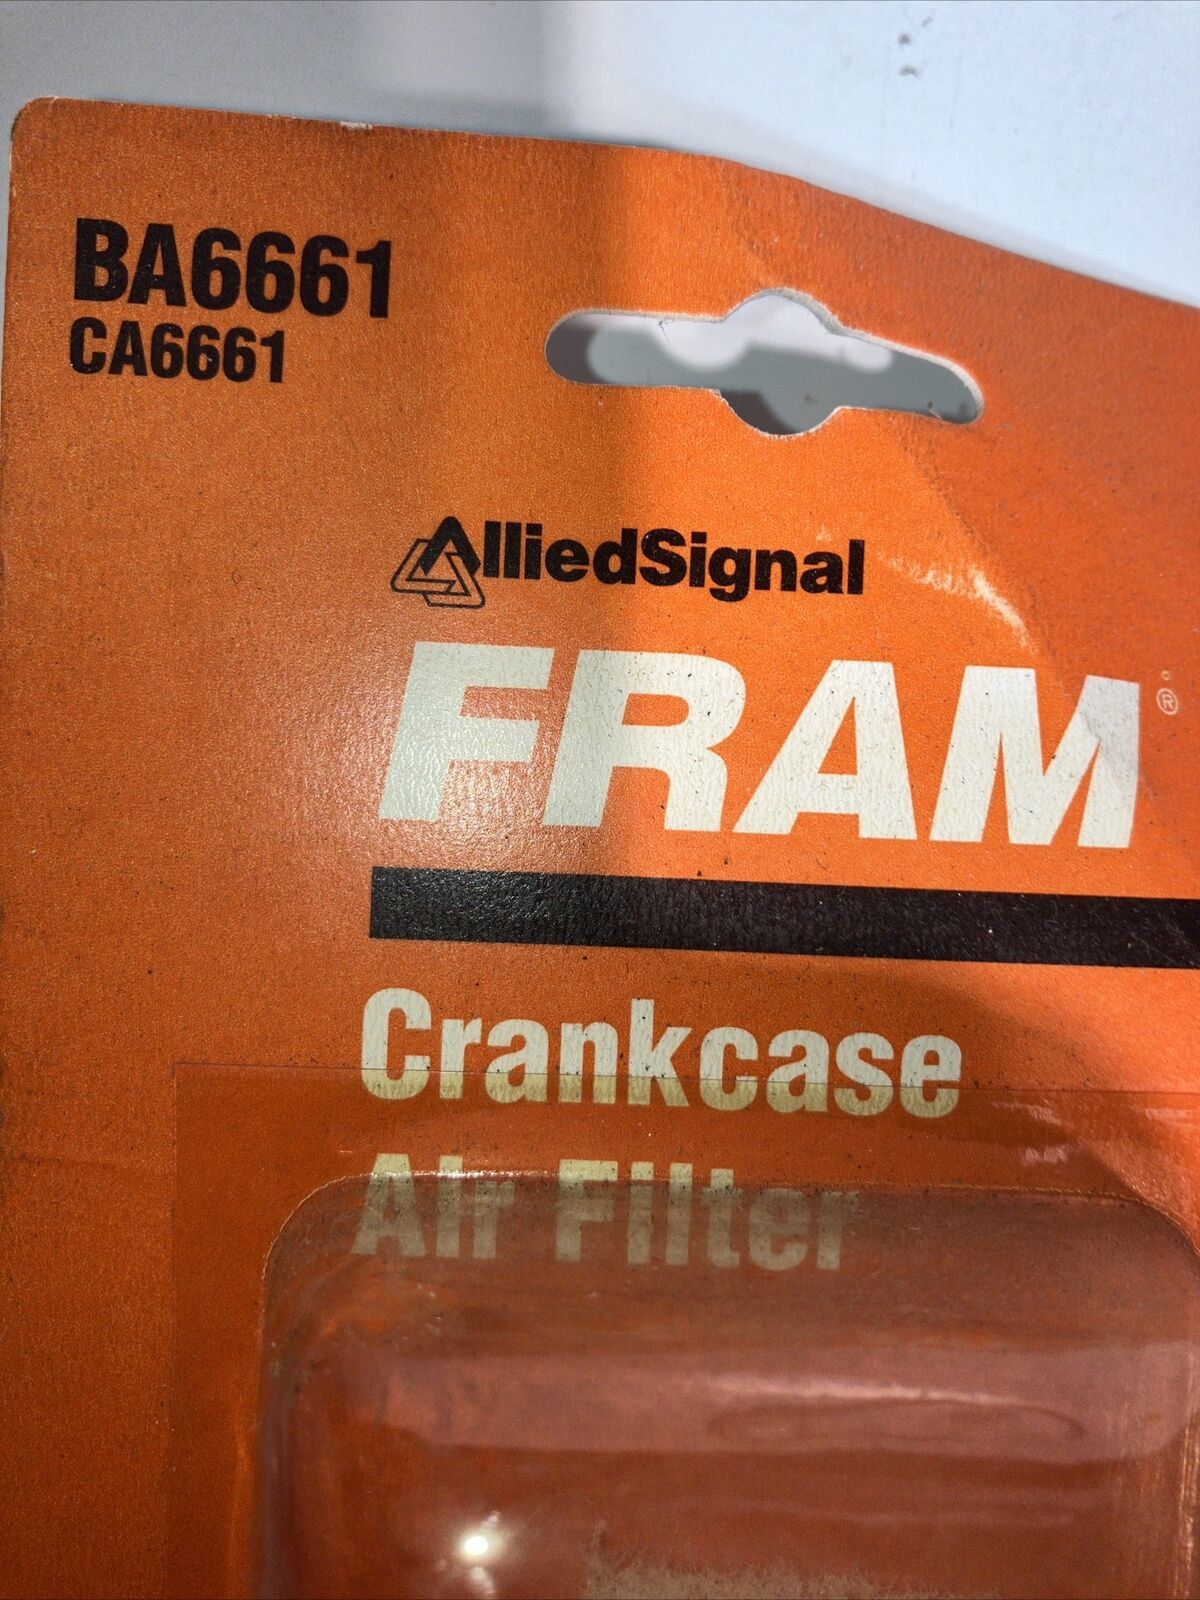 BA6661
CA6661
AlliedSignal
FRAM®
Crankcase
Air Filter